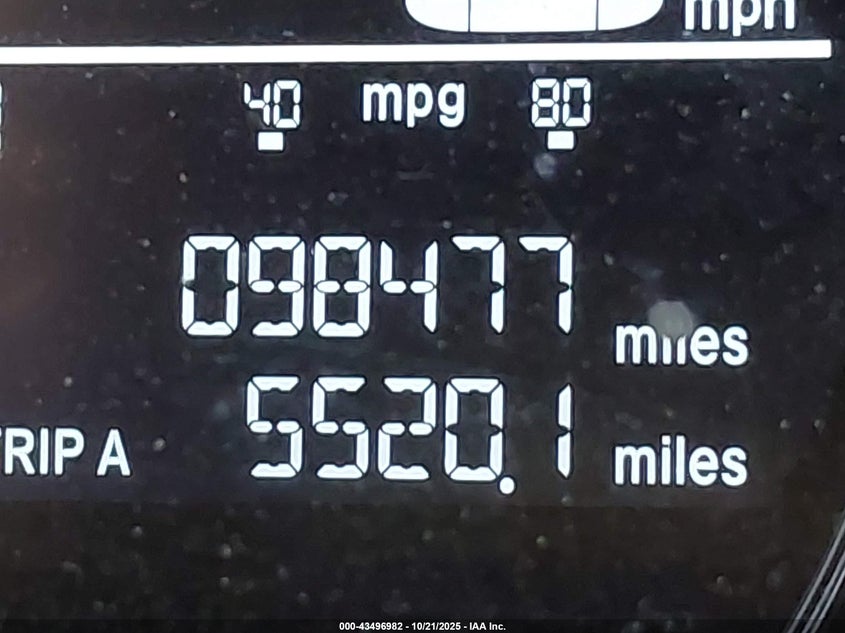 mph
40 mpg 80
098477 miles
TRIP A 5520.1 miles
000-43496982 - 10/21/2025 - IAA Inc.